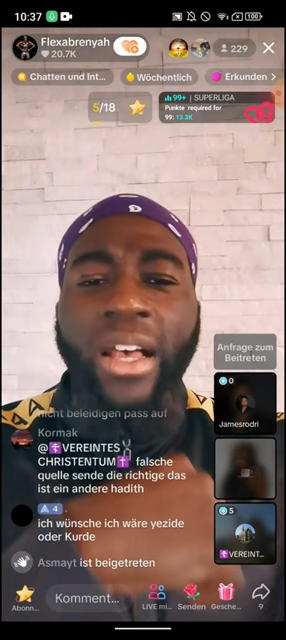 10:37
100
Flexabrenyah
20.7K
229
Chatten und Int...
Wöchentlich
Erkunden
5/18
99+ | SUPERLIGA
Punkte required for
99: 13.3K
Anfrage zum
Beitreten
0
Jamesrodri
nicht beleidigen pass auf
Kormak
@✝️VEREINTES
CHRISTENTUM✝️ falsche
quelle sende die richtige das
ist ein andere hadith
4
ich wünsche ich wäre yezide
oder Kurde
5
✝️VEREINT...
Asmayt ist beigetreten
Abonn...
Komment...
LIVE mi...
Senden
Gesche...
9